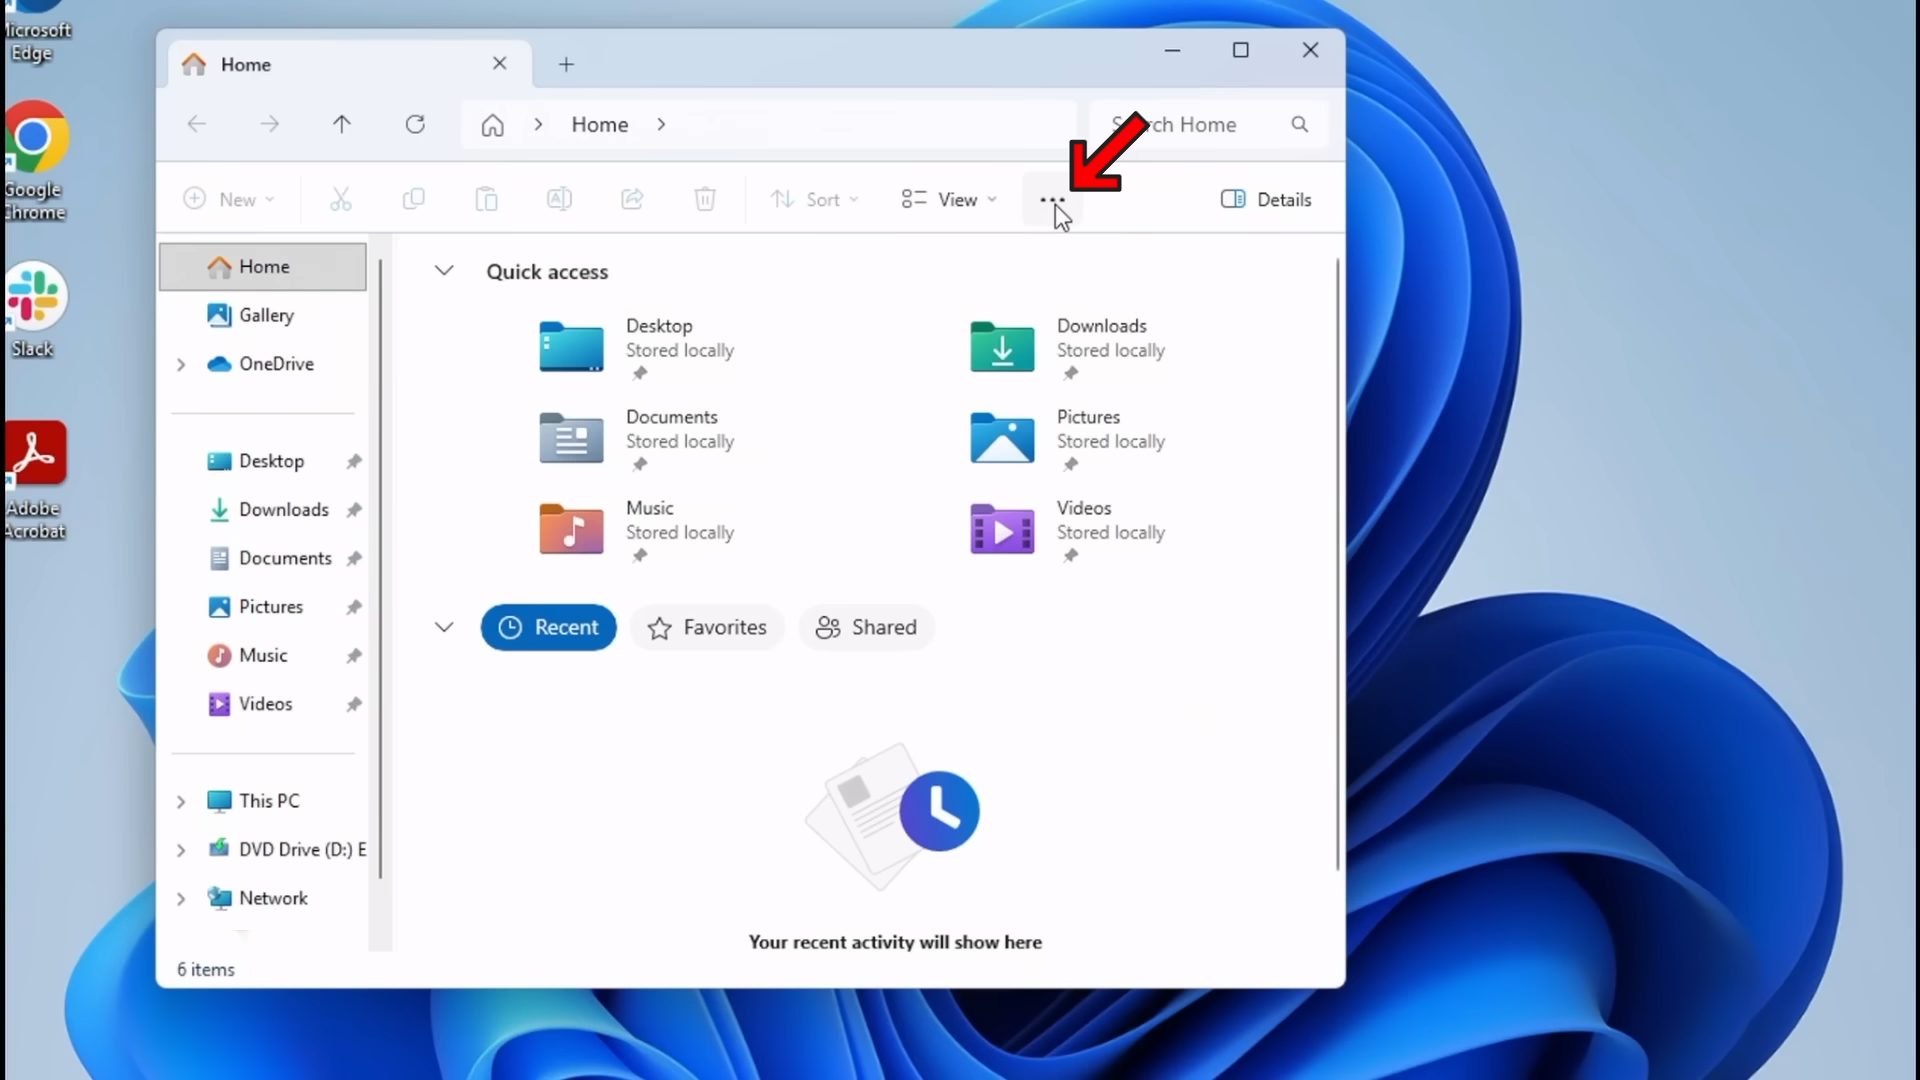 Microsoft
Edge
Google
Chrome
Slack
Adobe
Acrobat
Home
Home
Search Home
New
Sort
View
Details
Home
Gallery
OneDrive
Desktop
Downloads
Documents
Pictures
Music
Videos
This PC
DVD Drive (D:) E
Network
6 items
Quick access
Desktop
Stored locally
Downloads
Stored locally
Documents
Stored locally
Pictures
Stored locally
Music
Stored locally
Videos
Stored locally
Recent
Favorites
Shared
Your recent activity will show here